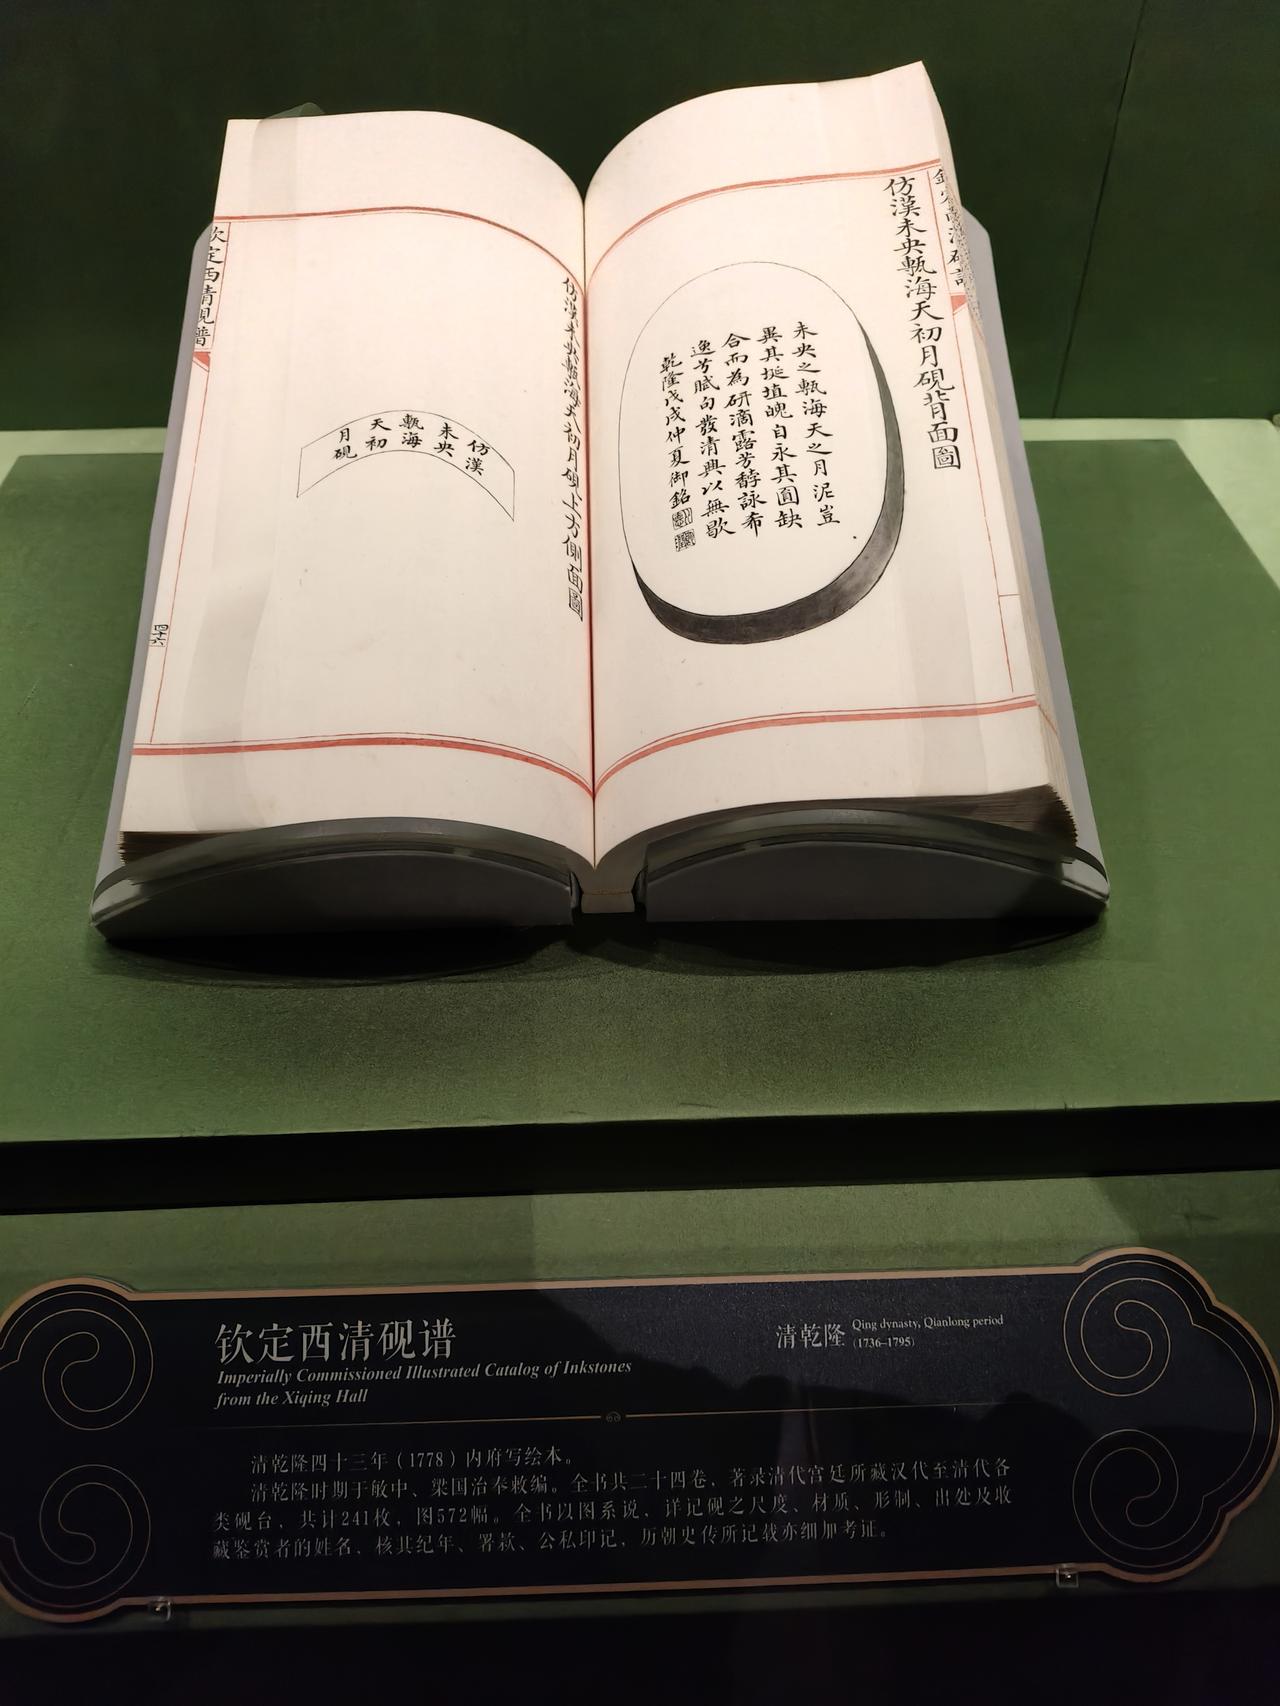 仿漢未央甎海天初月硯背面圖
未央之甎海天之月泥豈
異其埏埴魄自永其圓缺
合而為研滴露芳馞詠希
逸兮賦句發清興以無歇
乾隆戊戌仲夏御銘
仿漢未央甎海天初月硯上方側面圖
仿漢
未央
甎海
天初
月硯
欽定西清硯譜
四十六
钦定西清砚谱
Imperially Commissioned Illustrated Catalog of Inkstones
from the Xiqing Hall
清乾隆
Qing dynasty, Qianlong period
(1736–1795)
清乾隆四十三年（1778）内府写绘本。
清乾隆时期于敏中、梁国治奉敕编。全书共二十四卷，著录清代宫廷所藏汉代至清代各
类砚台，共计241枚，图572幅。全书以图系说，详记砚之尺度、材质、形制、出处及收
藏鉴赏者的姓名，核其纪年、署款、公私印记，历朝史传所记载亦细加考证。